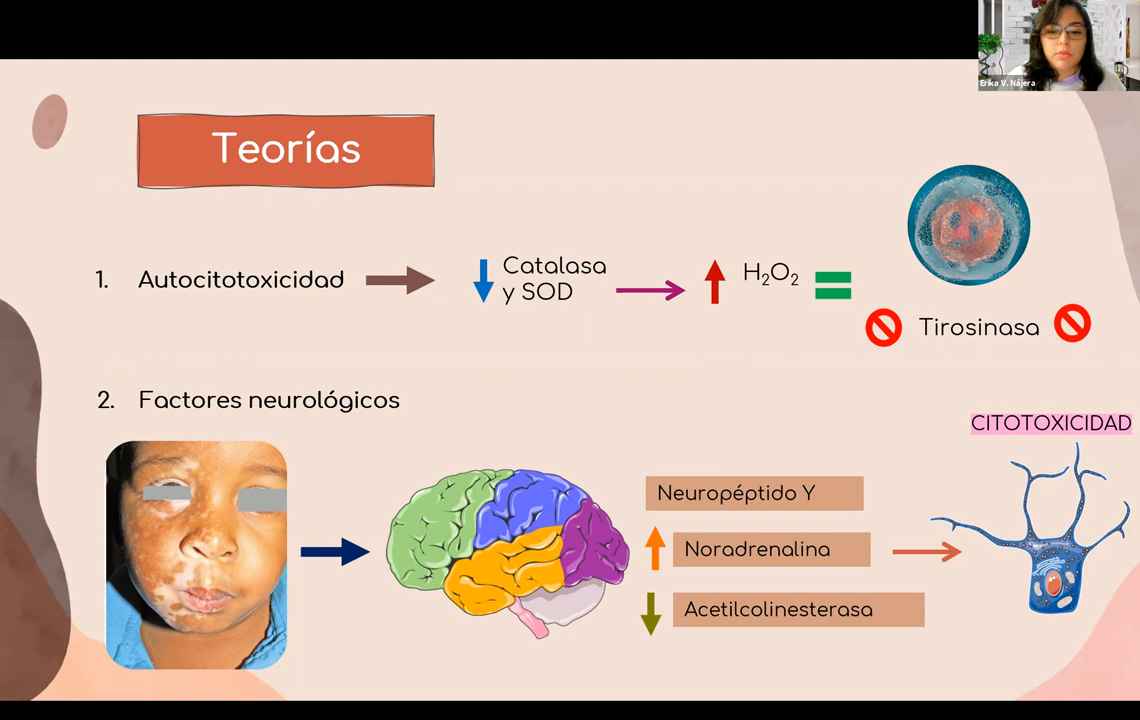 Erika V. Nájera
Teorías
1. Autocitotoxicidad
Catalasa
y SOD
H₂O₂
Tirosinasa
2. Factores neurológicos
CITOTOXICIDAD
Neuropéptido Y
Noradrenalina
Acetilcolinesterasa